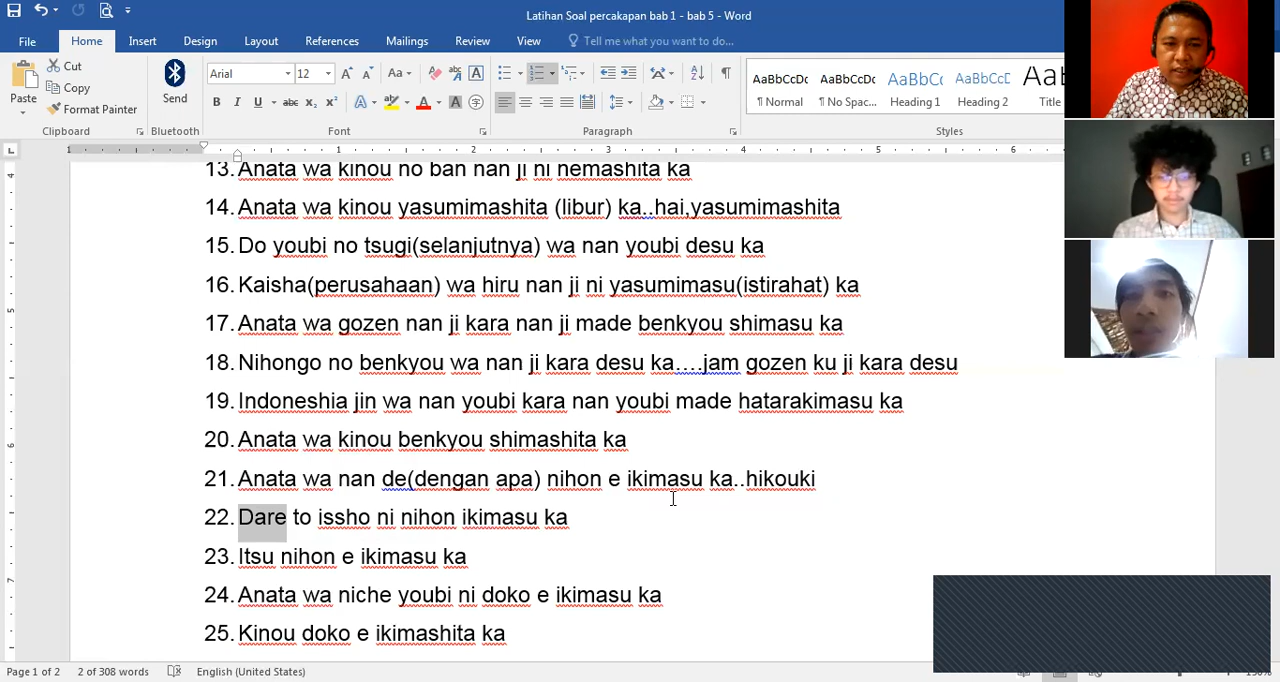 Latihan Soal percakapan bab 1 - bab 5 - Word
File Home Insert Design Layout References Mailings Review View Tell me what you want to do...
Paste Cut Copy Format Painter Send Arial 12 Aa
¶ Normal ¶ No Spac... Heading 1 Heading 2 Title
Clipboard Bluetooth Font Paragraph Styles
13. Anata wa kinou no ban nan ji ni nemashita ka
14. Anata wa kinou yasumimashita (libur) ka..hai,yasumimashita
15. Do youbi no tsugi(selanjutnya) wa nan youbi desu ka
16. Kaisha(perusahaan) wa hiru nan ji ni yasumimasu(istirahat) ka
17. Anata wa gozen nan ji kara nan ji made benkyou shimasu ka
18. Nihongo no benkyou wa nan ji kara desu ka....jam gozen ku ji kara desu
19. Indoneshia jin wa nan youbi kara nan youbi made hatarakimasu ka
20. Anata wa kinou benkyou shimashita ka
21. Anata wa nan de(dengan apa) nihon e ikimasu ka..hikouki
22. Dare to issho ni nihon ikimasu ka
23. Itsu nihon e ikimasu ka
24. Anata wa niche youbi ni doko e ikimasu ka
25. Kinou doko e ikimashita ka
Page 1 of 2 2 of 308 words English (United States)